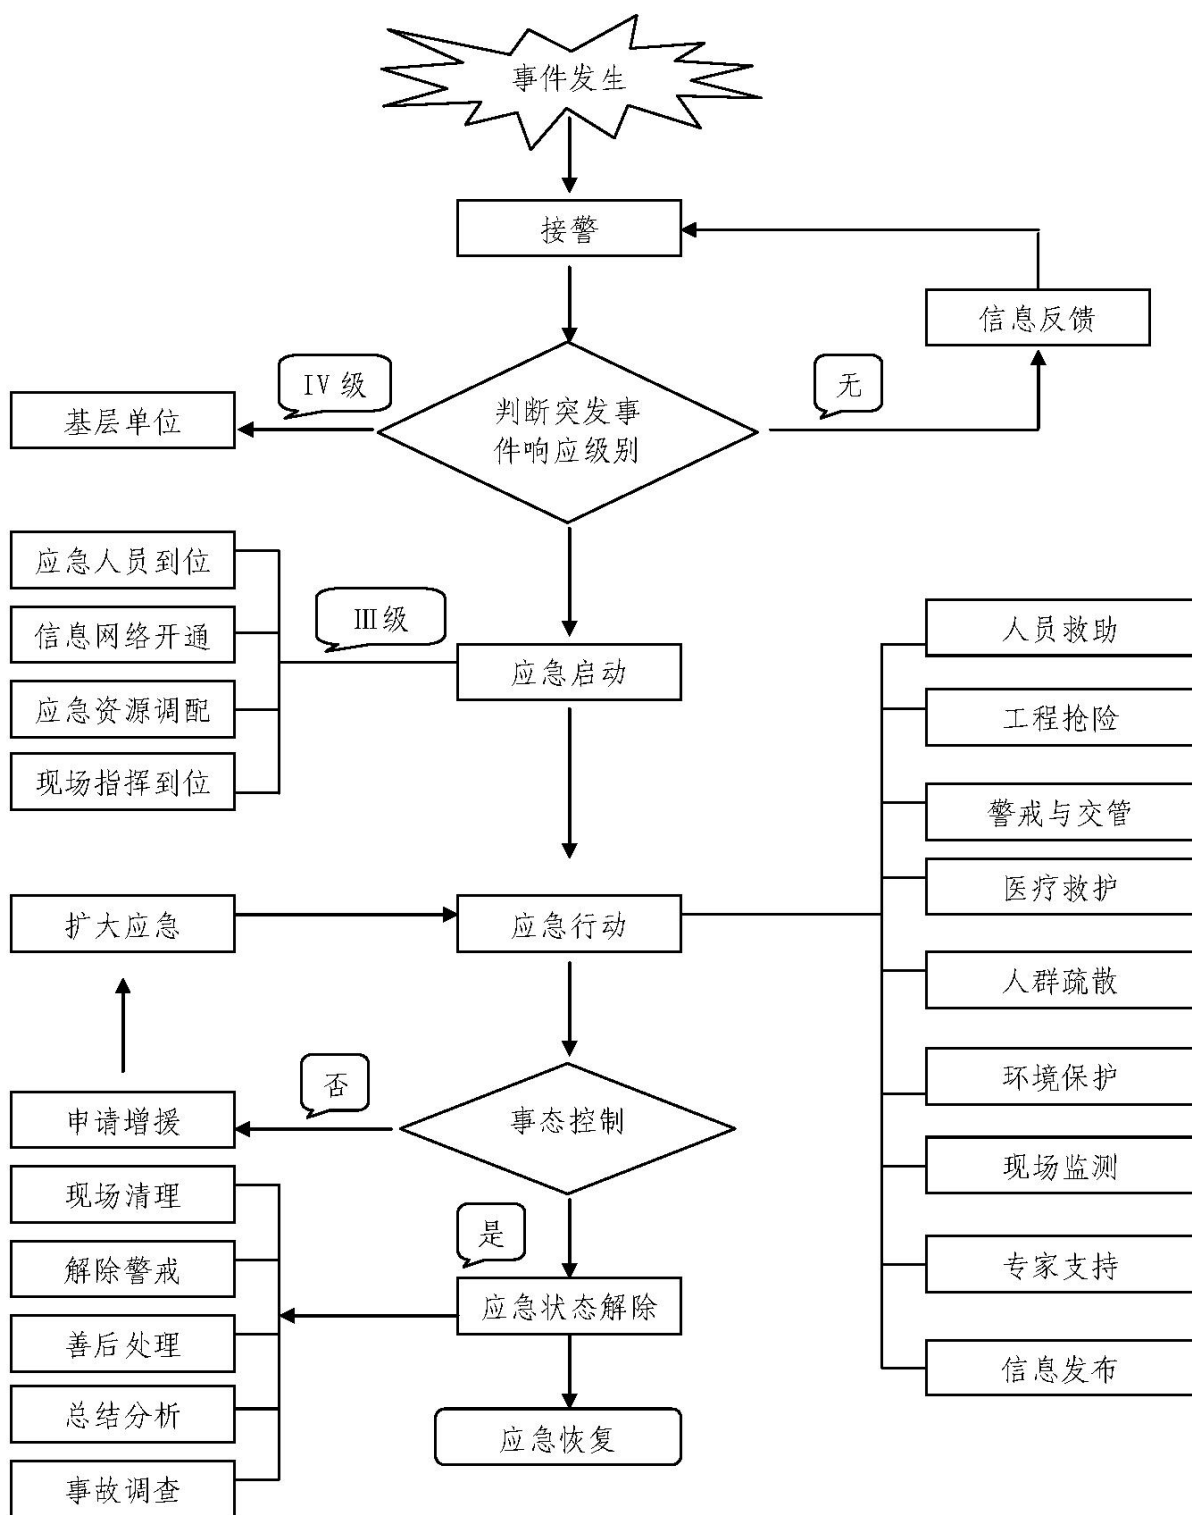 事件发生
接警
信息反馈
IV 级
无
基层单位
判断突发事
件响应级别
应急人员到位
信息网络开通
应急资源调配
现场指挥到位
III级
应急启动
人员救助
工程抢险
警戒与交管
医疗救护
人群疏散
环境保护
现场监测
专家支持
信息发布
扩大应急
应急行动
否
申请增援
事态控制
现场清理
解除警戒
善后处理
总结分析
事故调查
是
应急状态解除
应急恢复